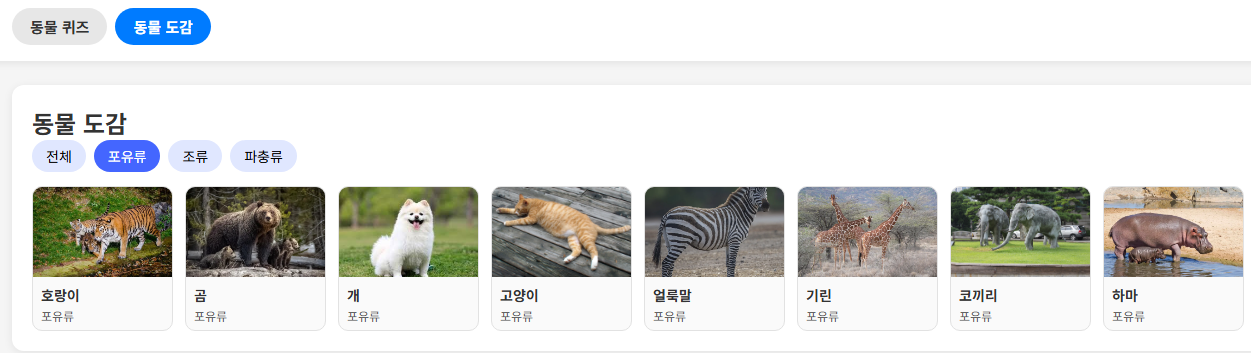 동물 퀴즈 동물 도감
동물 도감
전체 포유류 조류 파충류
호랑이 곰 개 고양이 얼룩말 기린 코끼리 하마
포유류 포유류 포유류 포유류 포유류 포유류 포유류 포유류